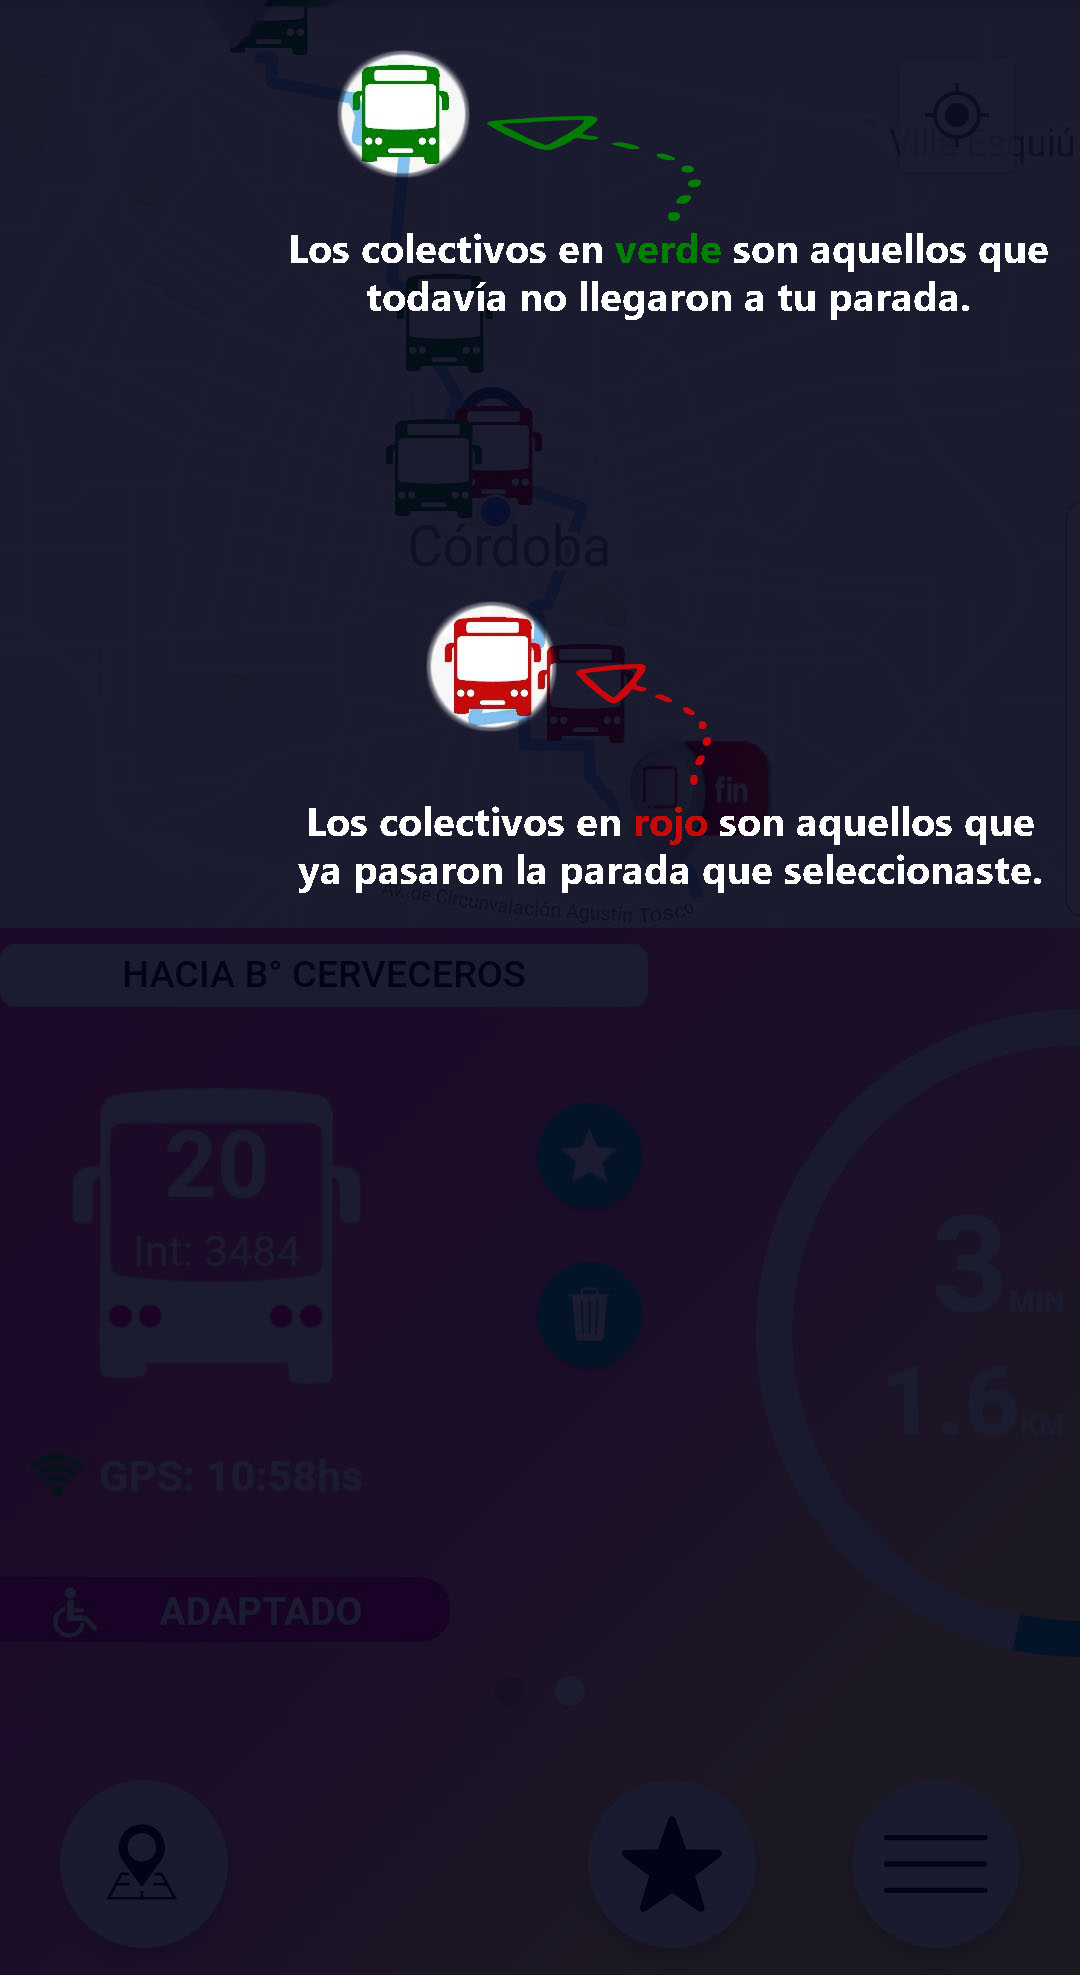 Villa Esquiú
Los colectivos en verde son aquellos que
todavía no llegaron a tu parada.
Córdoba
fin
Los colectivos en rojo son aquellos que
ya pasaron la parada que seleccionaste.
Av. de Circunvalación Agustín Tosco
HACIA B° CERVECEROS
20
Int: 3484
3 MIN
1.6 KM
GPS: 10:58hs
ADAPTADO